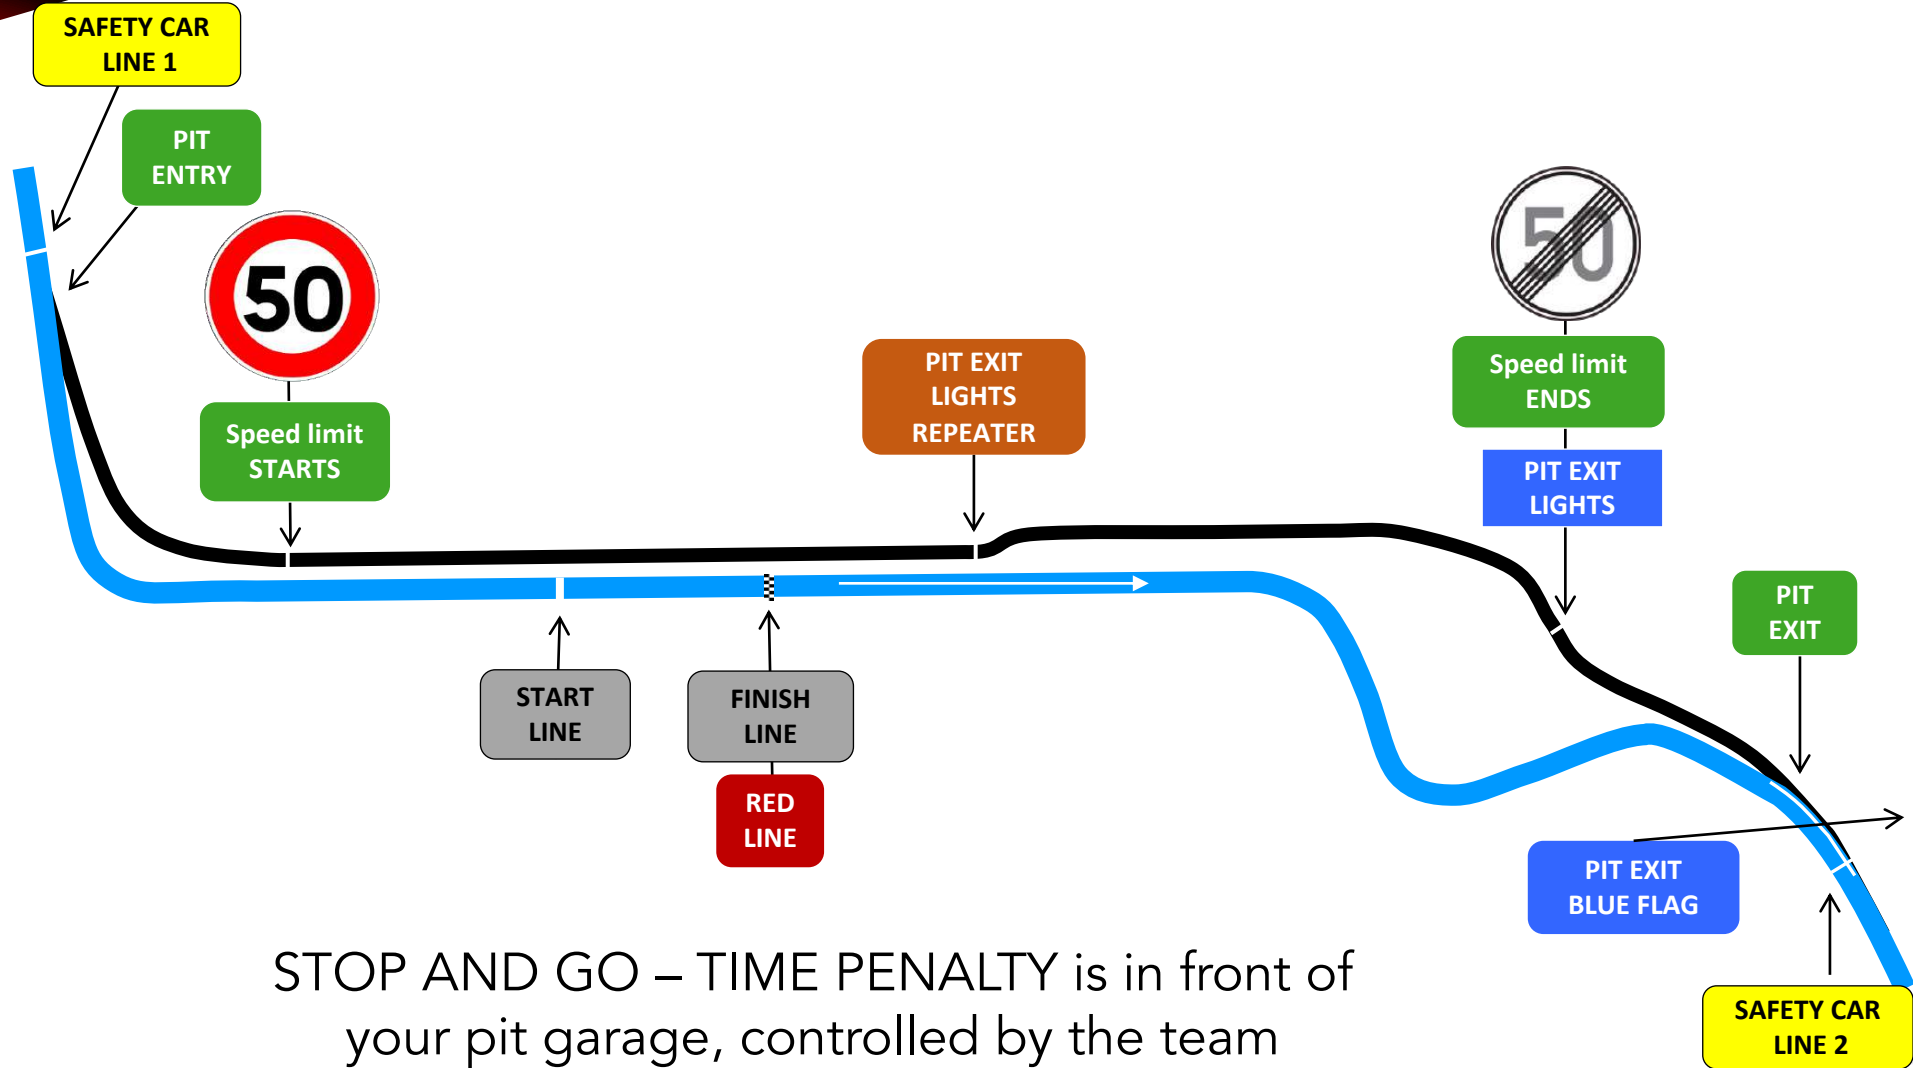 SAFETY CAR
LINE 1
PIT
ENTRY
50
Speed limit
STARTS
PIT EXIT
LIGHTS
REPEATER
50
Speed limit
ENDS
PIT EXIT
LIGHTS
PIT
EXIT
START
LINE
FINISH
LINE
RED
LINE
PIT EXIT
BLUE FLAG
SAFETY CAR
LINE 2
STOP AND GO – TIME PENALTY is in front of
your pit garage, controlled by the team